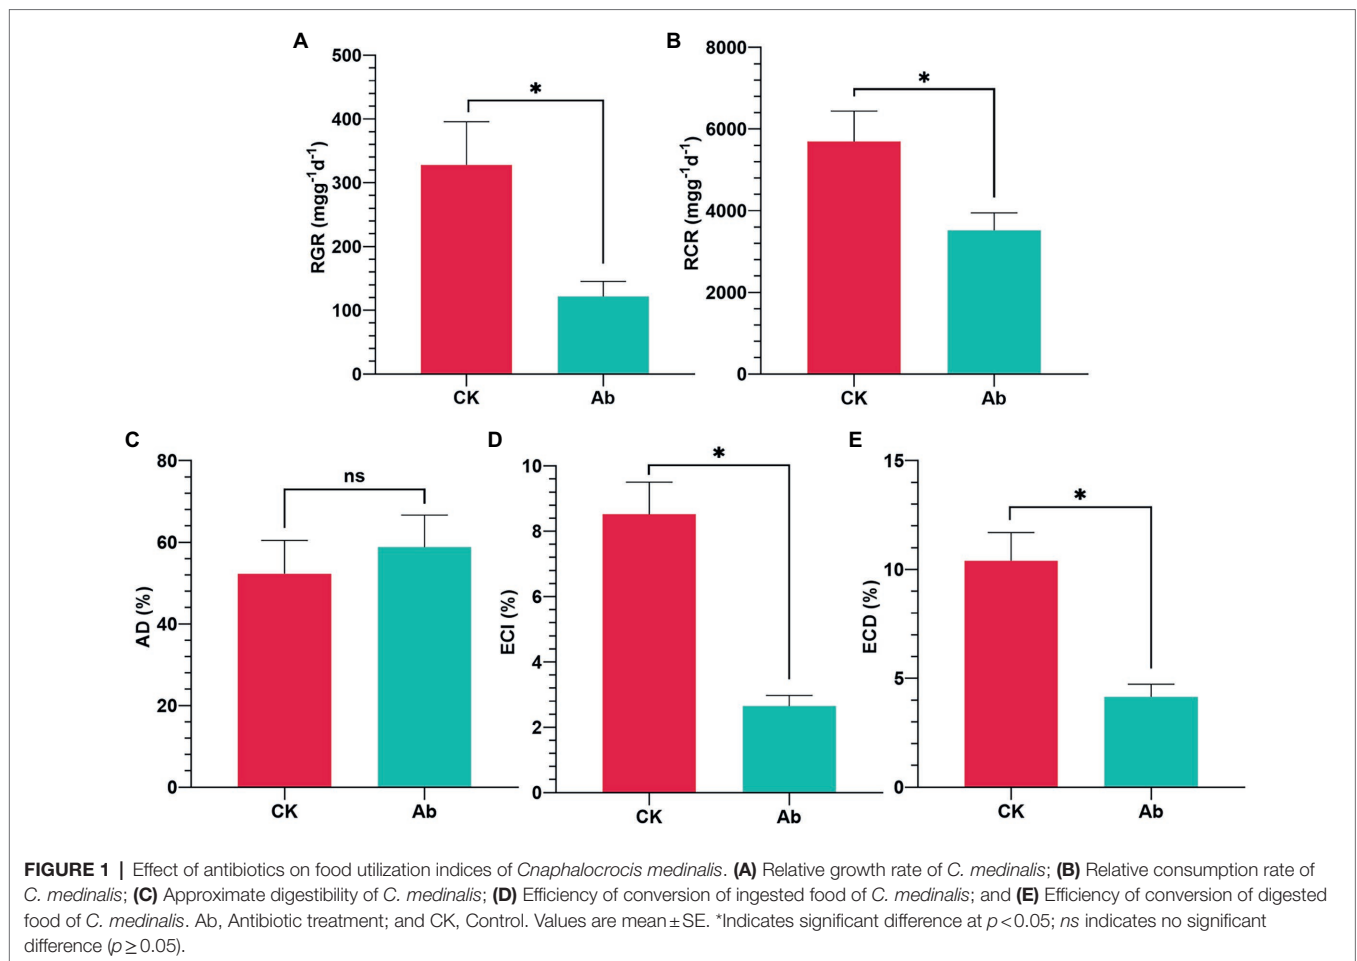 A
500
400
300
200
100
0
RGR (mgg⁻¹d⁻¹)
*
CK Ab
B
8000
6000
4000
2000
0
RCR (mgg⁻¹d⁻¹)
*
CK Ab
C
80
60
40
20
0
AD (%)
ns
CK Ab
D
10
8
6
4
2
0
ECI (%)
*
CK Ab
E
15
10
5
0
ECD (%)
*
CK Ab
FIGURE 1 | Effect of antibiotics on food utilization indices of Cnaphalocrocis medinalis. (A) Relative growth rate of C. medinalis; (B) Relative consumption rate of
C. medinalis; (C) Approximate digestibility of C. medinalis; (D) Efficiency of conversion of ingested food of C. medinalis; and (E) Efficiency of conversion of digested
food of C. medinalis. Ab, Antibiotic treatment; and CK, Control. Values are mean ± SE. *Indicates significant difference at p < 0.05; ns indicates no significant
difference (p ≥ 0.05).